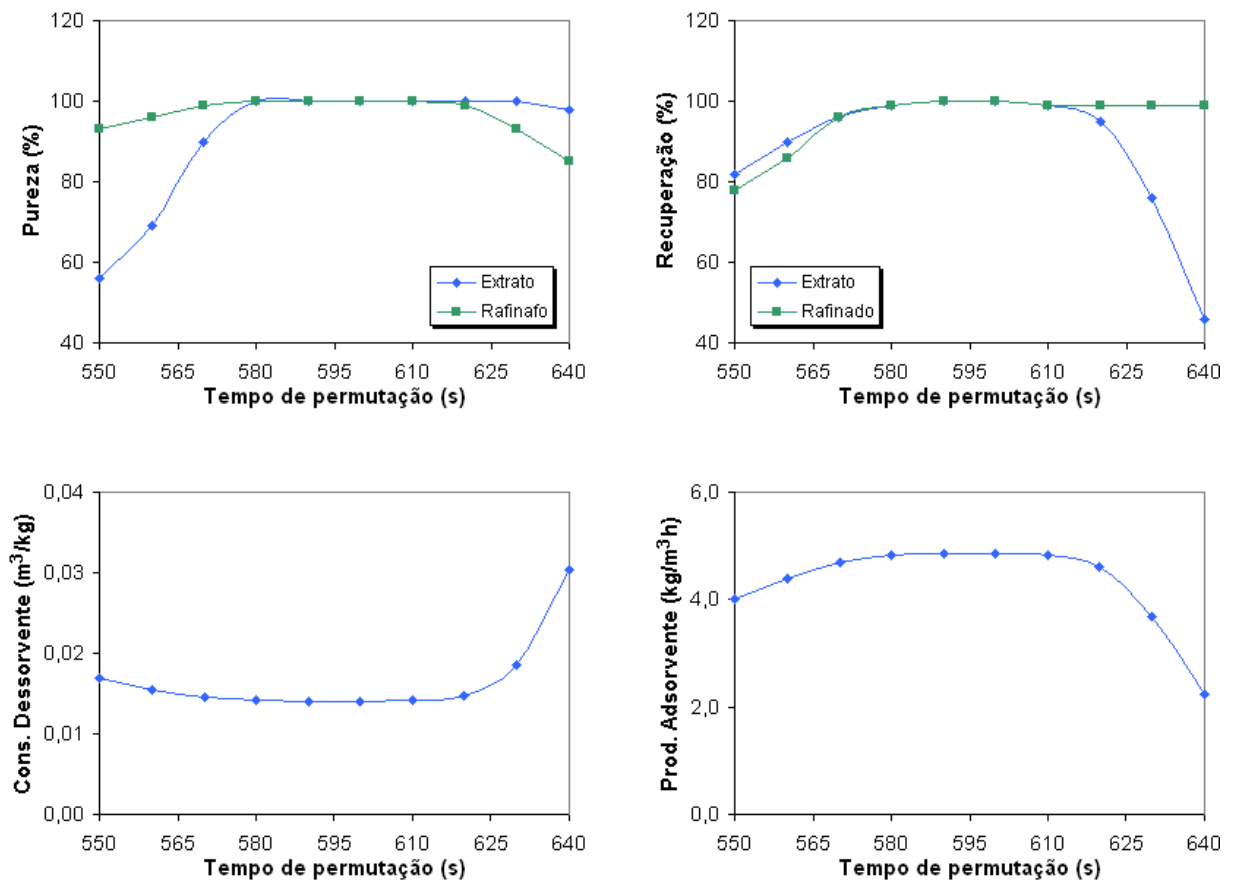 Pureza (%)
120
100
80
60
40
Extrato
Rafinafo
550 565 580 595 610 625 640
Tempo de permutação (s)
Recuperação (%)
120
100
80
60
40
Extrato
Rafinado
550 565 580 595 610 625 640
Tempo de permutação (s)
Cons. Dessorvente (m³/kg)
0,04
0,03
0,02
0,01
0,00
550 565 580 595 610 625 640
Tempo de permutação (s)
Prod. Adsorvente (kg/m³h)
6,0
4,0
2,0
0,0
550 565 580 595 610 625 640
Tempo de permutação (s)